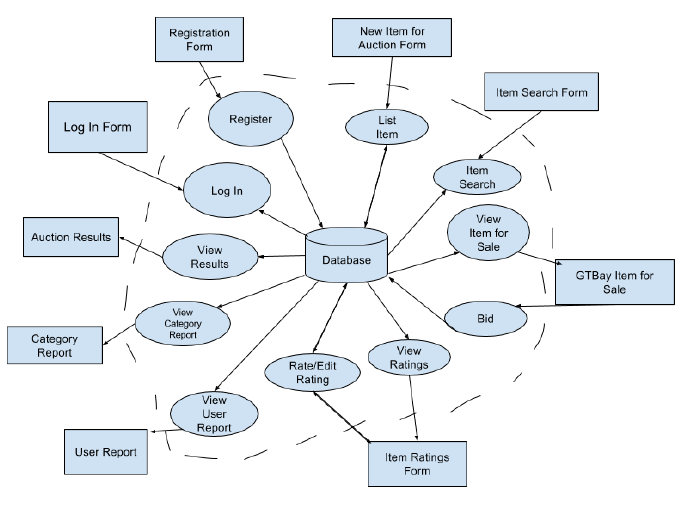 Registration
Form
New Item for
Auction Form
Item Search Form
Log In Form
Register
List
Item
Item
Search
Log In
View
Item for
Sale
Auction Results
View
Results
Database
GTBay Item for
Sale
View
Category
Report
Bid
Category
Report
Rate/Edit
Rating
View
Ratings
View
User
Report
User Report
Item Ratings
Form